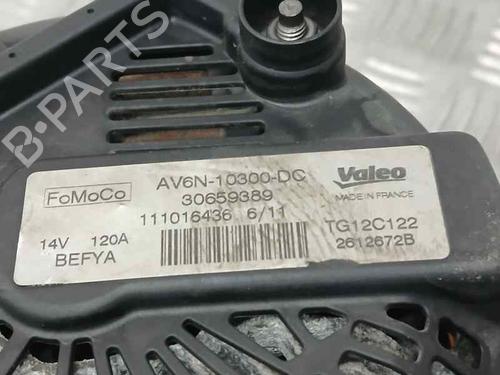 B-PARTS
FoMoCo
AV6N-10300-DC
30659389
111016436 6/11
Valeo
MADE IN FRANCE
14V 120A
BEFYA
TG12C122
2612672B